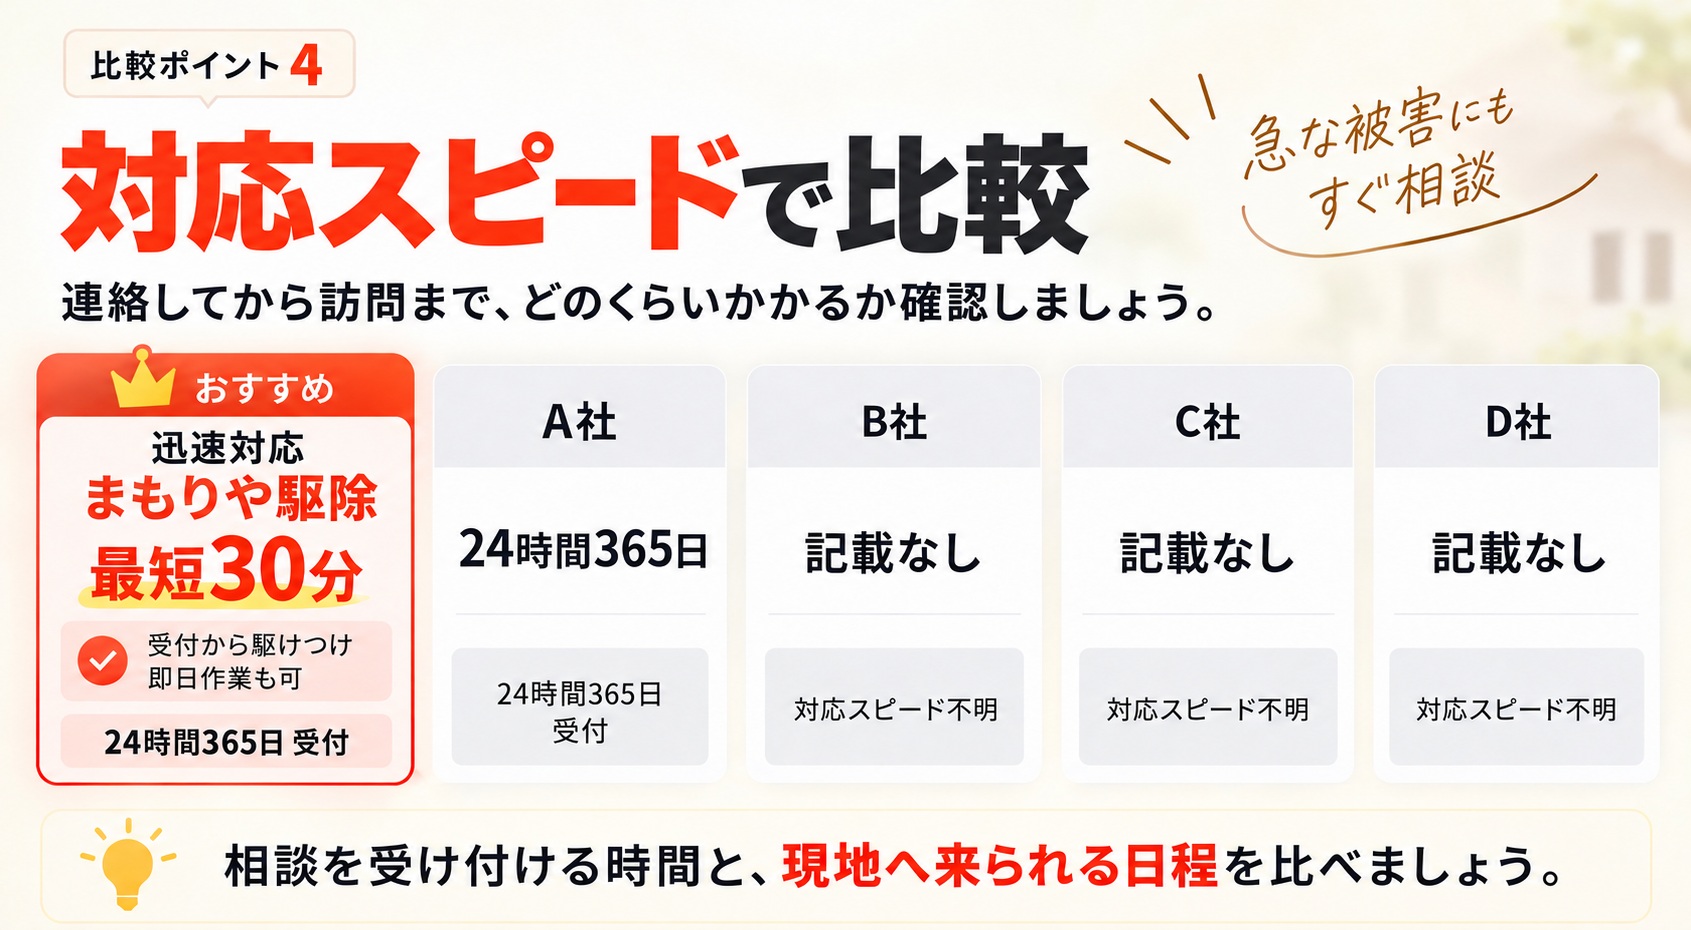 比較ポイント4
対応スピードで比較
急な被害にも
すぐ相談
連絡してから訪問まで、どのくらいかかるか確認しましょう。
おすすめ
迅速対応
まもりや駆除
最短30分
受付から駆けつけ
即日作業も可
24時間365日 受付
A社
24時間365日
24時間365日
受付
B社
記載なし
対応スピード不明
C社
記載なし
対応スピード不明
D社
記載なし
対応スピード不明
相談を受け付ける時間と、現地へ来られる日程を比べましょう。